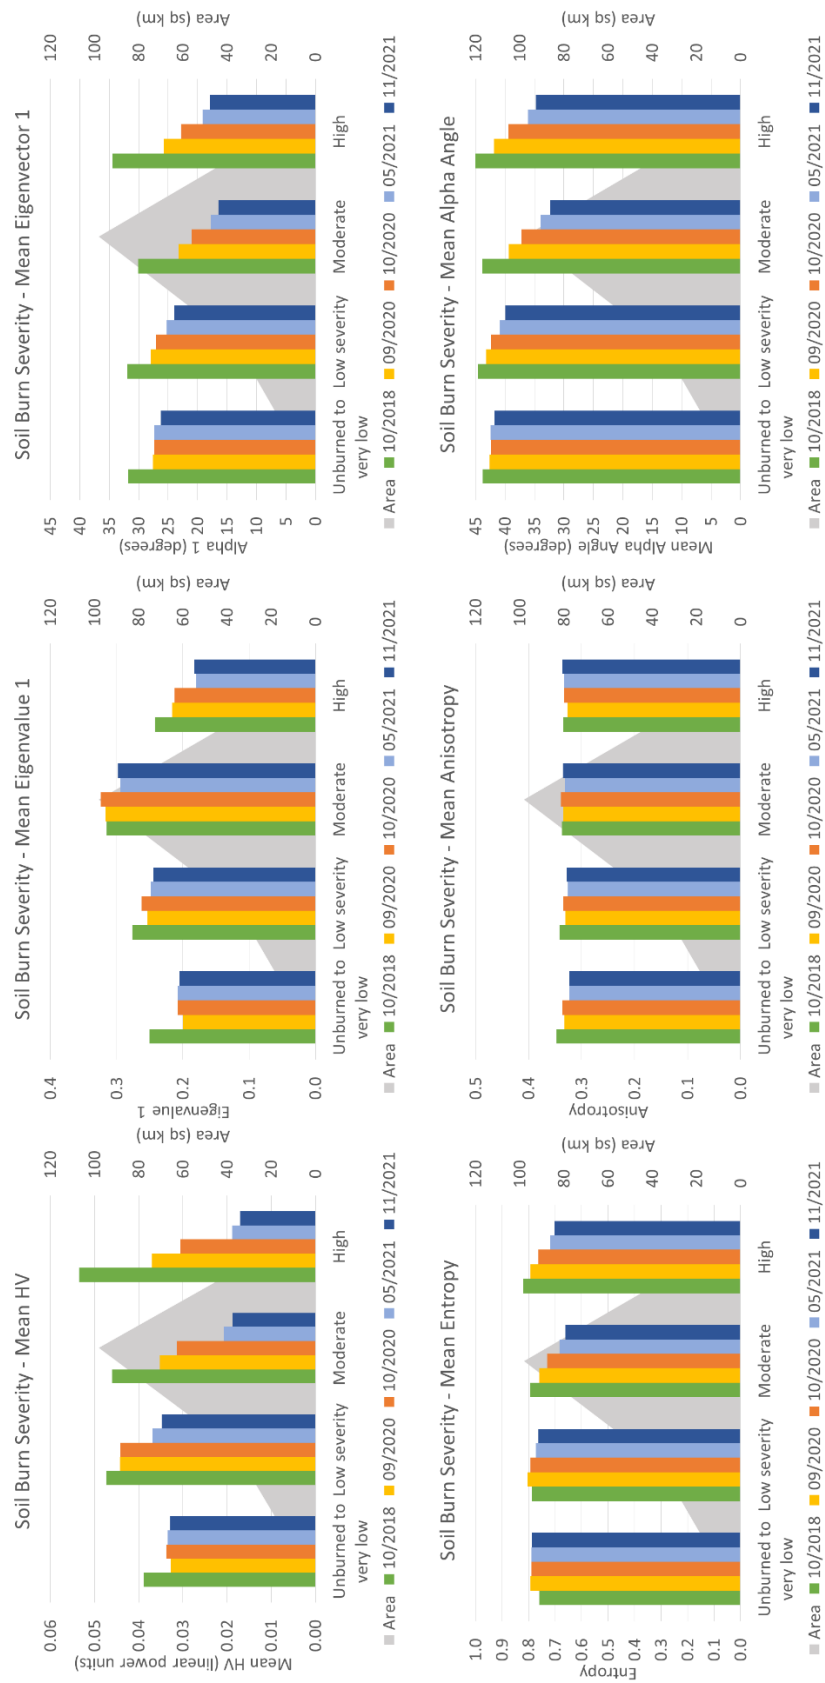 Soil Burn Severity - Mean HV
Mean HV (linear power units)
0.06
0.05
0.04
0.03
0.02
0.01
0.00
Unburned to very low
Low severity
Moderate
High
120
100
80
60
40
20
0
Area (sq km)
Area 10/2018 09/2020 10/2020 05/2021 11/2021
Soil Burn Severity - Mean Eigenvalue 1
Eigenvalue 1
0.4
0.3
0.2
0.1
0.0
Unburned to very low
Low severity
Moderate
High
120
100
80
60
40
20
0
Area (sq km)
Area 10/2018 09/2020 10/2020 05/2021 11/2021
Soil Burn Severity - Mean Eigenvector 1
Alpha 1 (degrees)
45
40
35
30
25
20
15
10
5
0
Unburned to very low
Low severity
Moderate
High
120
100
80
60
40
20
0
Area (sq km)
Area 10/2018 09/2020 10/2020 05/2021 11/2021
Soil Burn Severity - Mean Entropy
Entropy
1.0
0.9
0.8
0.7
0.6
0.5
0.4
0.3
0.2
0.1
0.0
Unburned to very low
Low severity
Moderate
High
120
100
80
60
40
20
0
Area (sq km)
Area 10/2018 09/2020 10/2020 05/2021 11/2021
Soil Burn Severity - Mean Anisotropy
Anisotropy
0.5
0.4
0.3
0.2
0.1
0.0
Unburned to very low
Low severity
Moderate
High
120
100
80
60
40
20
0
Area (sq km)
Area 10/2018 09/2020 10/2020 05/2021 11/2021
Soil Burn Severity - Mean Alpha Angle
Mean Alpha Angle (degrees)
45
40
35
30
25
20
15
10
5
0
Unburned to very low
Low severity
Moderate
High
120
100
80
60
40
20
0
Area (sq km)
Area 10/2018 09/2020 10/2020 05/2021 11/2021